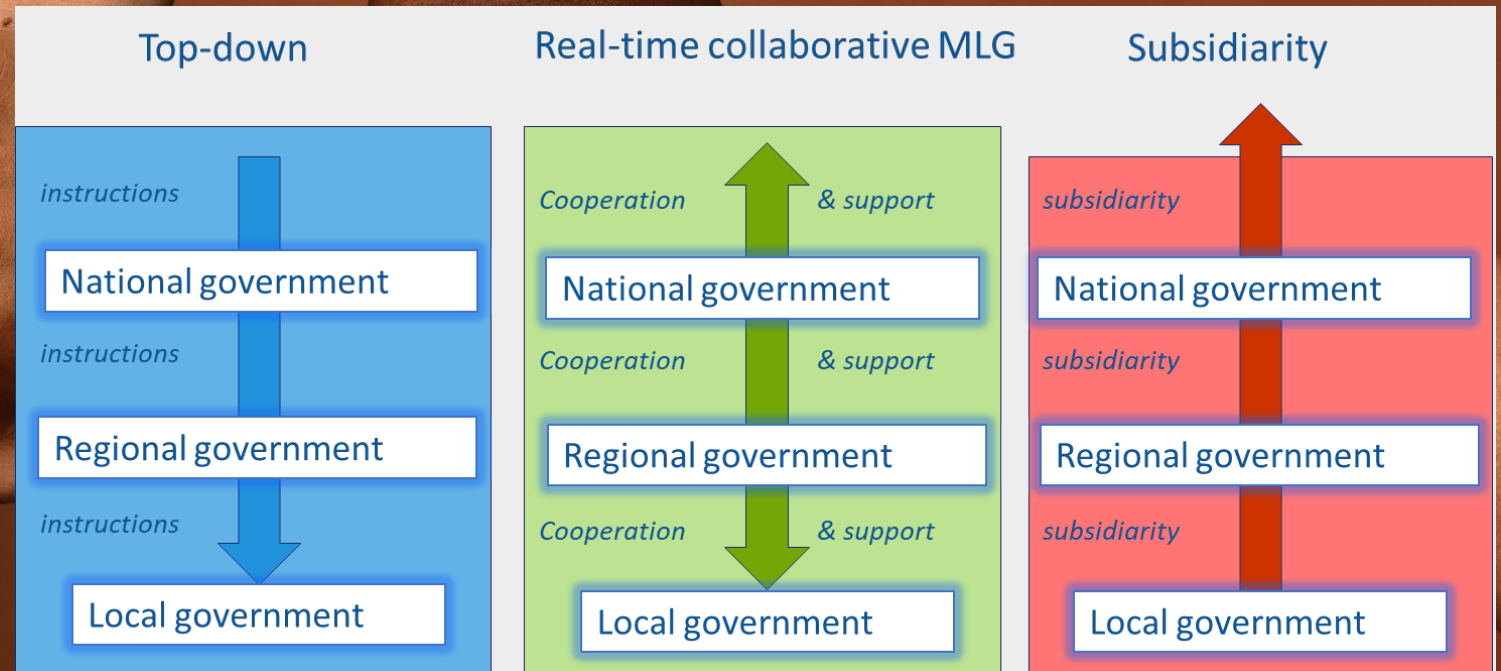 Top-down
instructions
National government
instructions
Regional government
instructions
Local government
Real-time collaborative MLG
Cooperation & support
National government
Cooperation & support
Regional government
Cooperation & support
Local government
Subsidiarity
subsidiarity
National government
subsidiarity
Regional government
subsidiarity
Local government